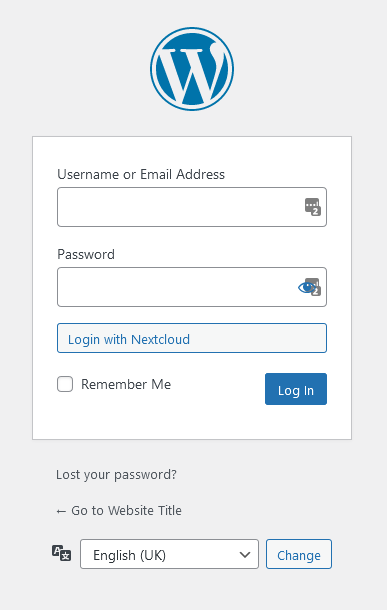 Username or Email Address
Password
Login with Nextcloud
Remember Me
Log In
Lost your password?
← Go to Website Title
English (UK)
Change